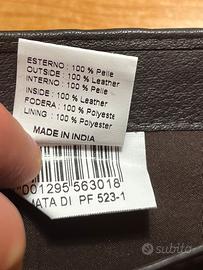 ESTERNO : 100 % Pelle
OUTSIDE : 100 % Leather
INTERNO : 100 % Pelle
INSIDE : 100 % Leather
FODERA : 100 % Polyester
LINING : 100 % Polyester
MADE IN INDIA
001295 563018
MATA DI PF 523-1
subito